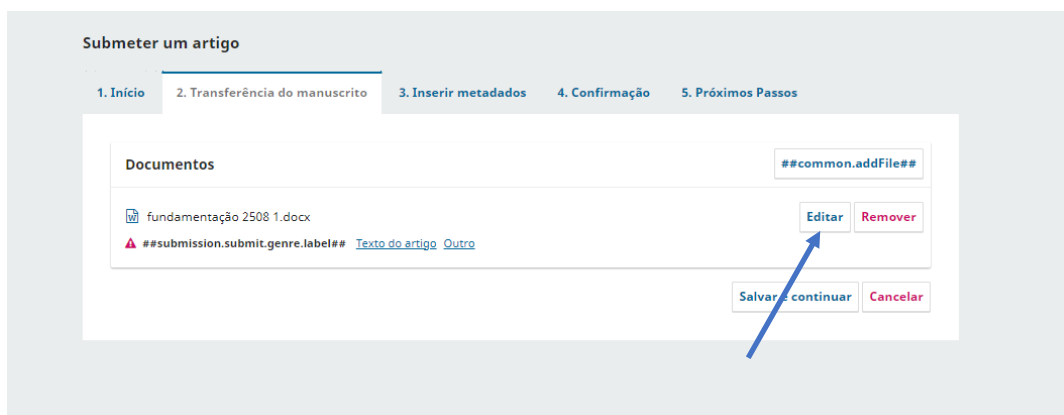 Submeter um artigo
1. Início 2. Transferência do manuscrito 3. Inserir metadados 4. Confirmação 5. Próximos Passos
Documentos ##common.addFile##
fundamentação 2508 1.docx Editar Remover
##submission.submit.genre.label## Texto do artigo Outro
Salvar e continuar Cancelar